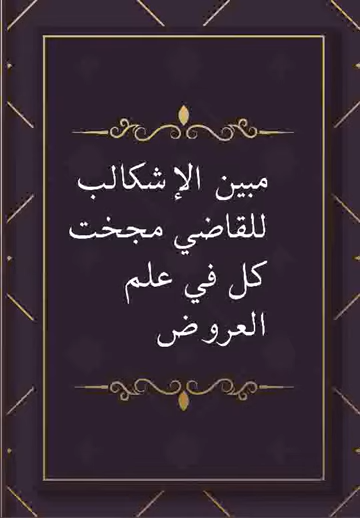 مبين الإشكالب
للقاضي مجخت
كل في علم
العروض